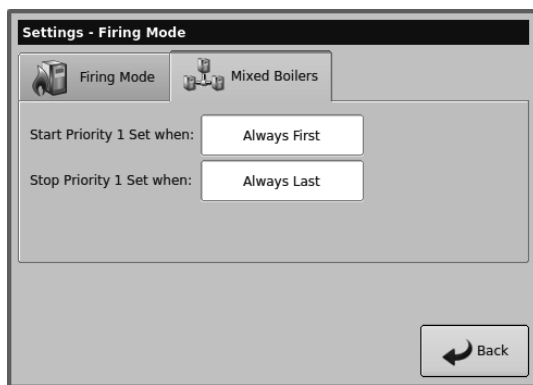 Settings - Firing Mode
Firing Mode
Mixed Boilers
Start Priority 1 Set when:
Always First
Stop Priority 1 Set when:
Always Last
Back